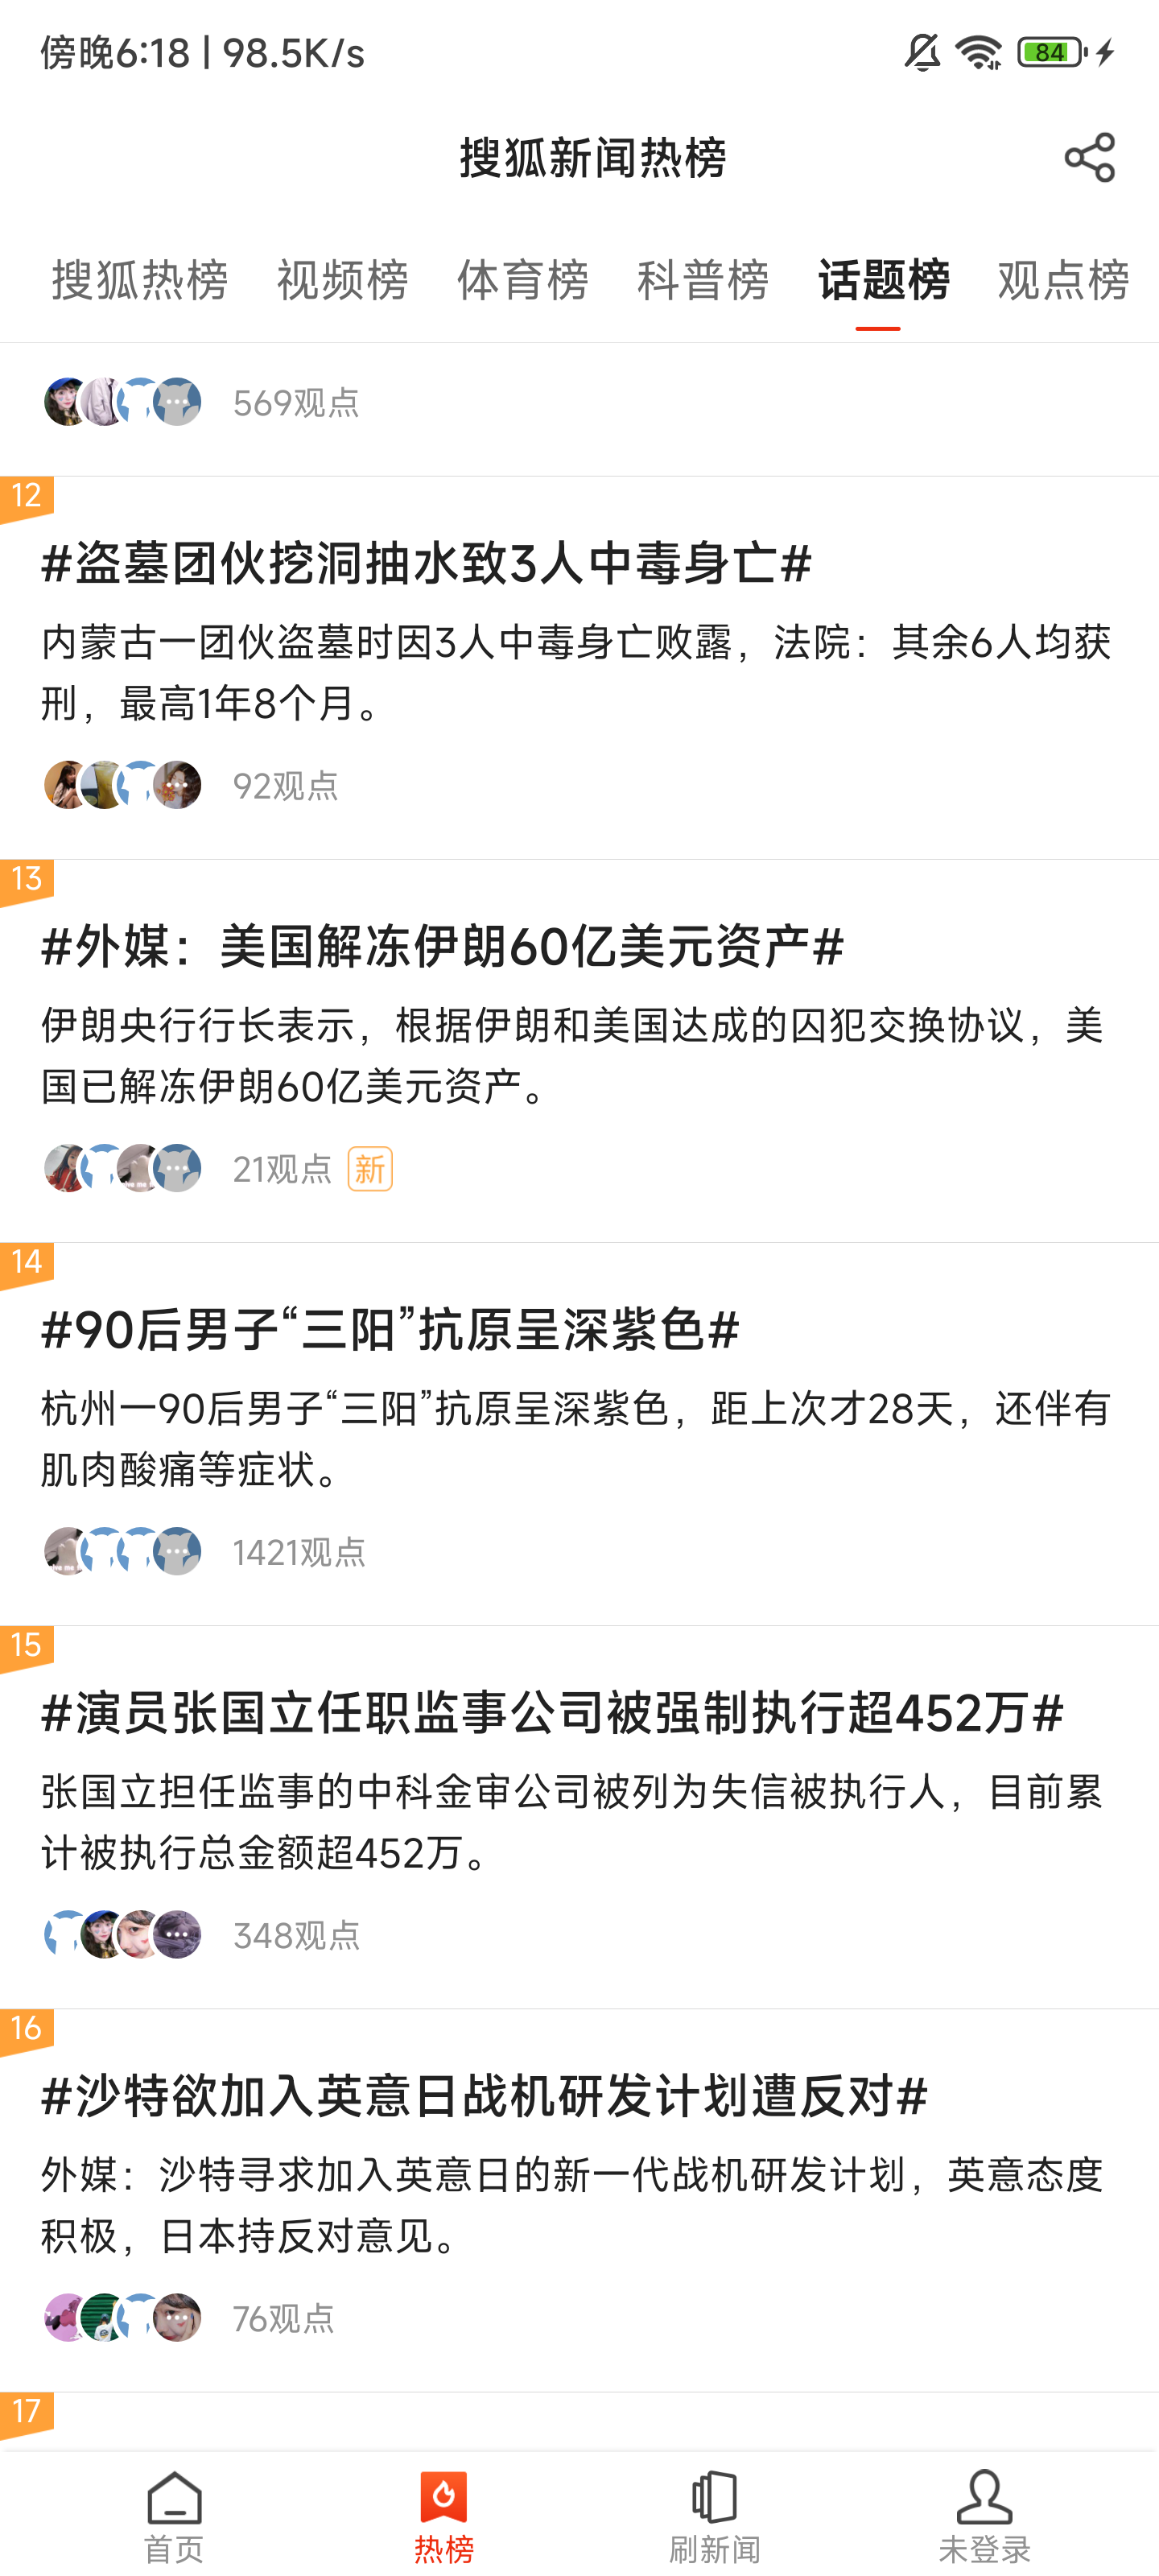 傍晚6:18 | 98.5K/s
84
搜狐新闻热榜
搜狐热榜 视频榜 体育榜 科普榜 话题榜 观点榜
569观点
12
#盗墓团伙挖洞抽水致3人中毒身亡#
内蒙古一团伙盗墓时因3人中毒身亡败露，法院：其余6人均获
刑，最高1年8个月。
92观点
13
#外媒：美国解冻伊朗60亿美元资产#
伊朗央行行长表示，根据伊朗和美国达成的囚犯交换协议，美
国已解冻伊朗60亿美元资产。
21观点 新
14
#90后男子“三阳”抗原呈深紫色#
杭州一90后男子“三阳”抗原呈深紫色，距上次才28天，还伴有
肌肉酸痛等症状。
1421观点
15
#演员张国立任职监事公司被强制执行超452万#
张国立担任监事的中科金审公司被列为失信被执行人，目前累
计被执行总金额超452万。
348观点
16
#沙特欲加入英意日战机研发计划遭反对#
外媒：沙特寻求加入英意日的新一代战机研发计划，英意态度
积极，日本持反对意见。
76观点
17
首页 热榜 刷新闻 未登录